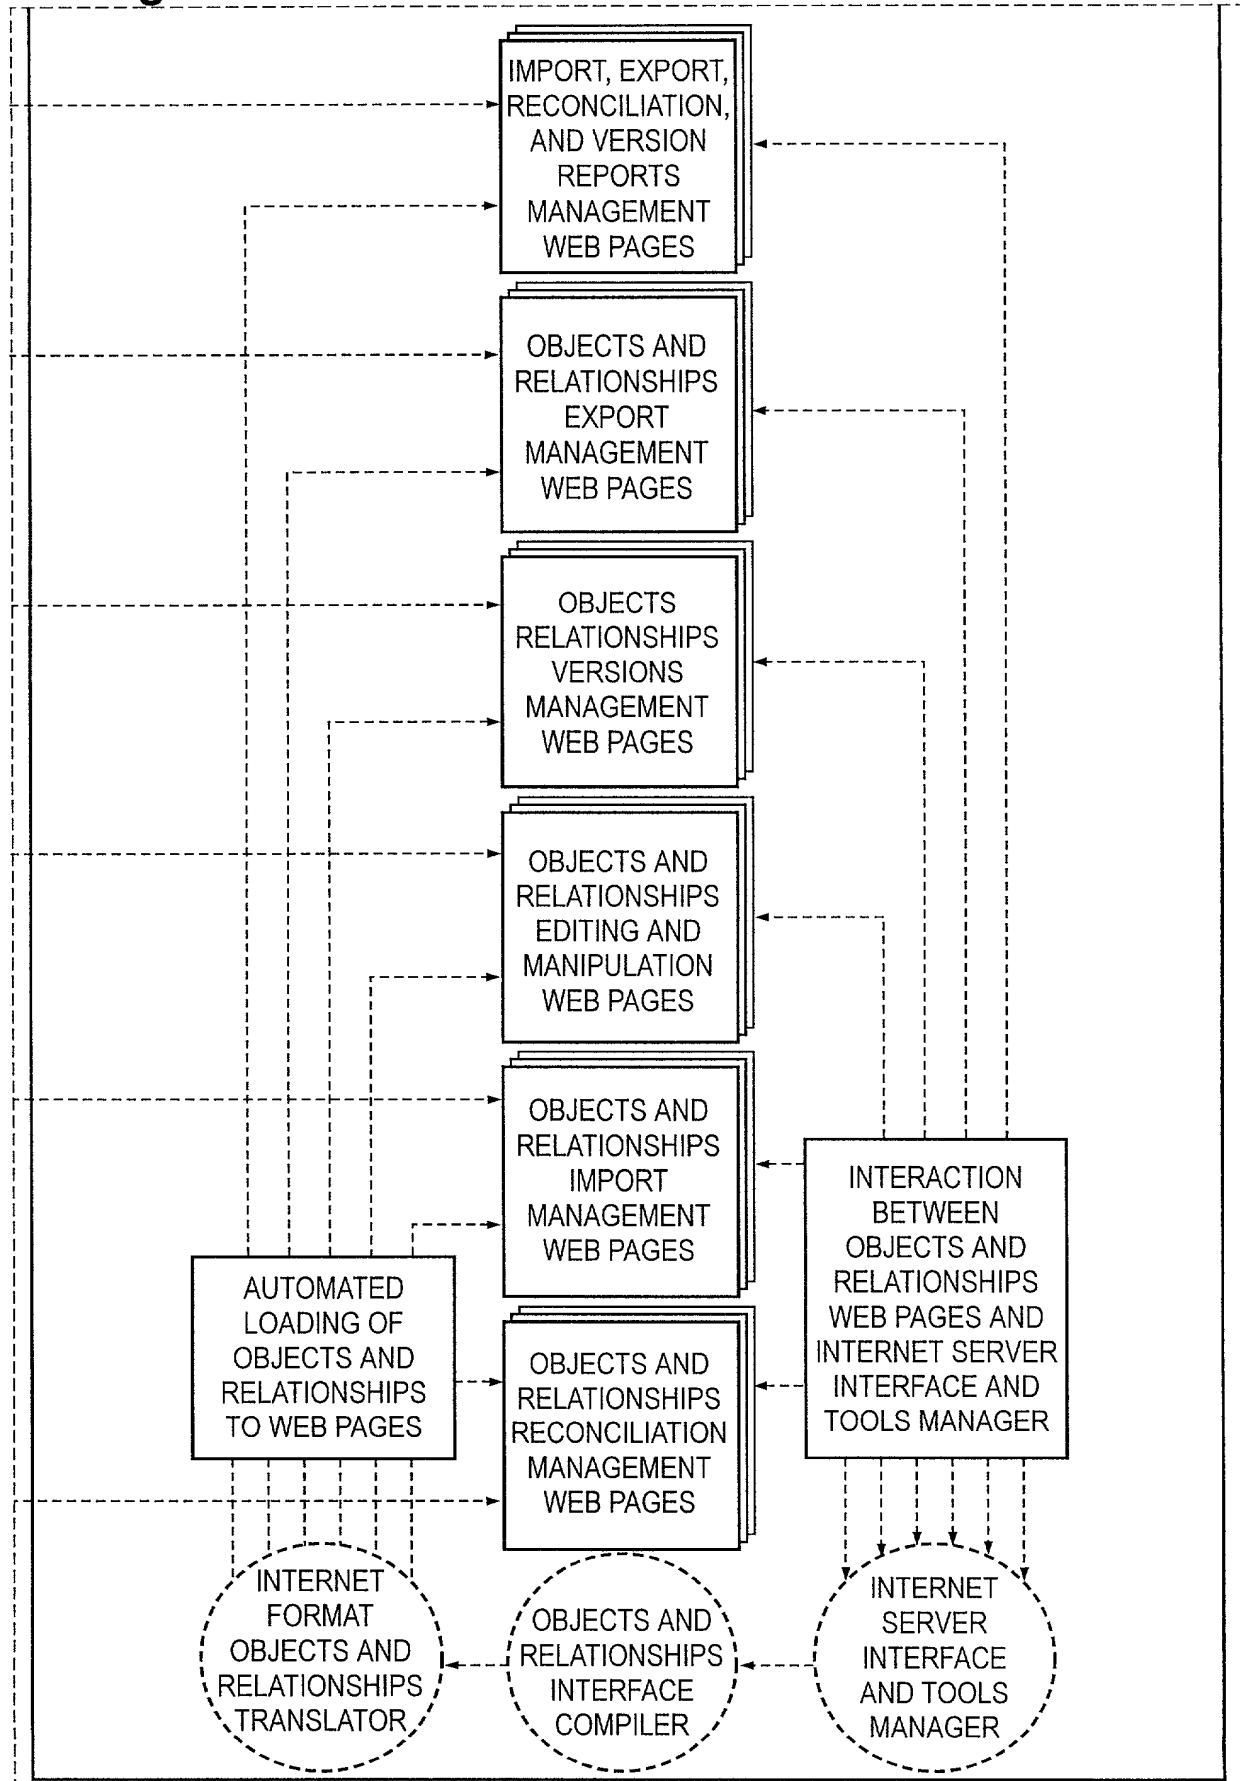 IMPORT, EXPORT,
RECONCILIATION,
AND VERSION
REPORTS
MANAGEMENT
WEB PAGES
OBJECTS AND
RELATIONSHIPS
EXPORT
MANAGEMENT
WEB PAGES
OBJECTS
RELATIONSHIPS
VERSIONS
MANAGEMENT
WEB PAGES
OBJECTS AND
RELATIONSHIPS
EDITING AND
MANIPULATION
WEB PAGES
OBJECTS AND
RELATIONSHIPS
IMPORT
MANAGEMENT
WEB PAGES
INTERACTION
BETWEEN
OBJECTS AND
RELATIONSHIPS
WEB PAGES AND
INTERNET SERVER
INTERFACE AND
TOOLS MANAGER
AUTOMATED
LOADING OF
OBJECTS AND
RELATIONSHIPS
TO WEB PAGES
OBJECTS AND
RELATIONSHIPS
RECONCILIATION
MANAGEMENT
WEB PAGES
INTERNET
FORMAT
OBJECTS AND
RELATIONSHIPS
TRANSLATOR
OBJECTS AND
RELATIONSHIPS
INTERFACE
COMPILER
INTERNET
SERVER
INTERFACE
AND TOOLS
MANAGER